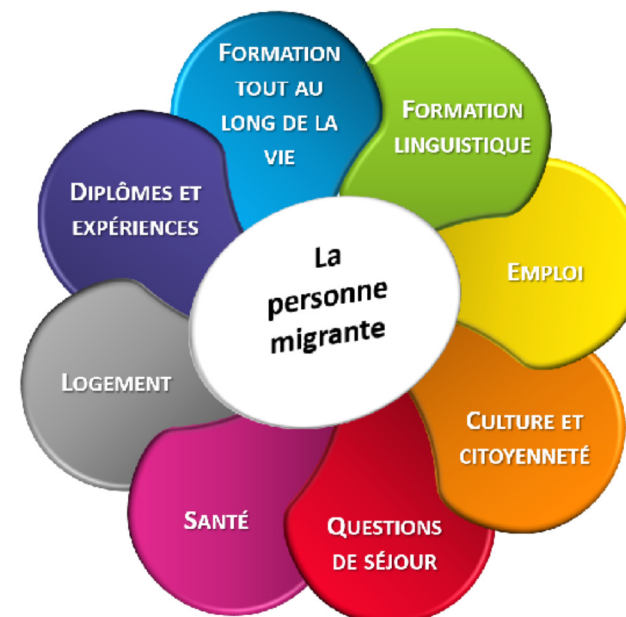 FORMATION
TOUT AU
LONG DE LA
VIE
FORMATION
LINGUISTIQUE
EMPLOI
CULTURE ET
CITOYENNETÉ
QUESTIONS
DE SÉJOUR
SANTÉ
LOGEMENT
DIPLÔMES ET
EXPÉRIENCES
La
personne
migrante